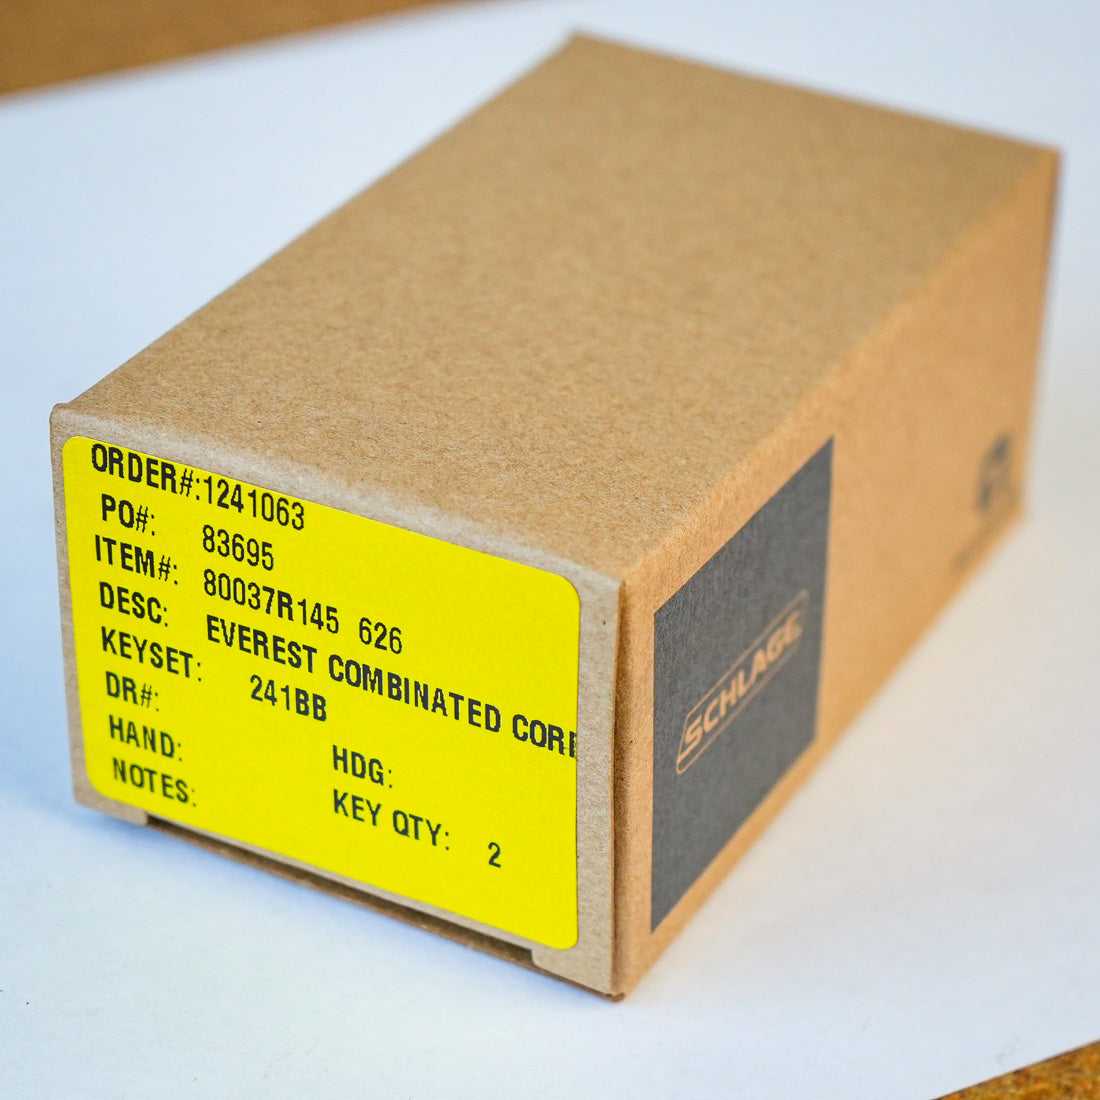 ORDER#:1241063
PO#: 83695
ITEM#: 80037R145 626
DESC: EVEREST COMBINATED
KEYSET: 241BB
DR#:
HAND: HDG:
NOTES: KEY QTY: 2
SCHLAGE